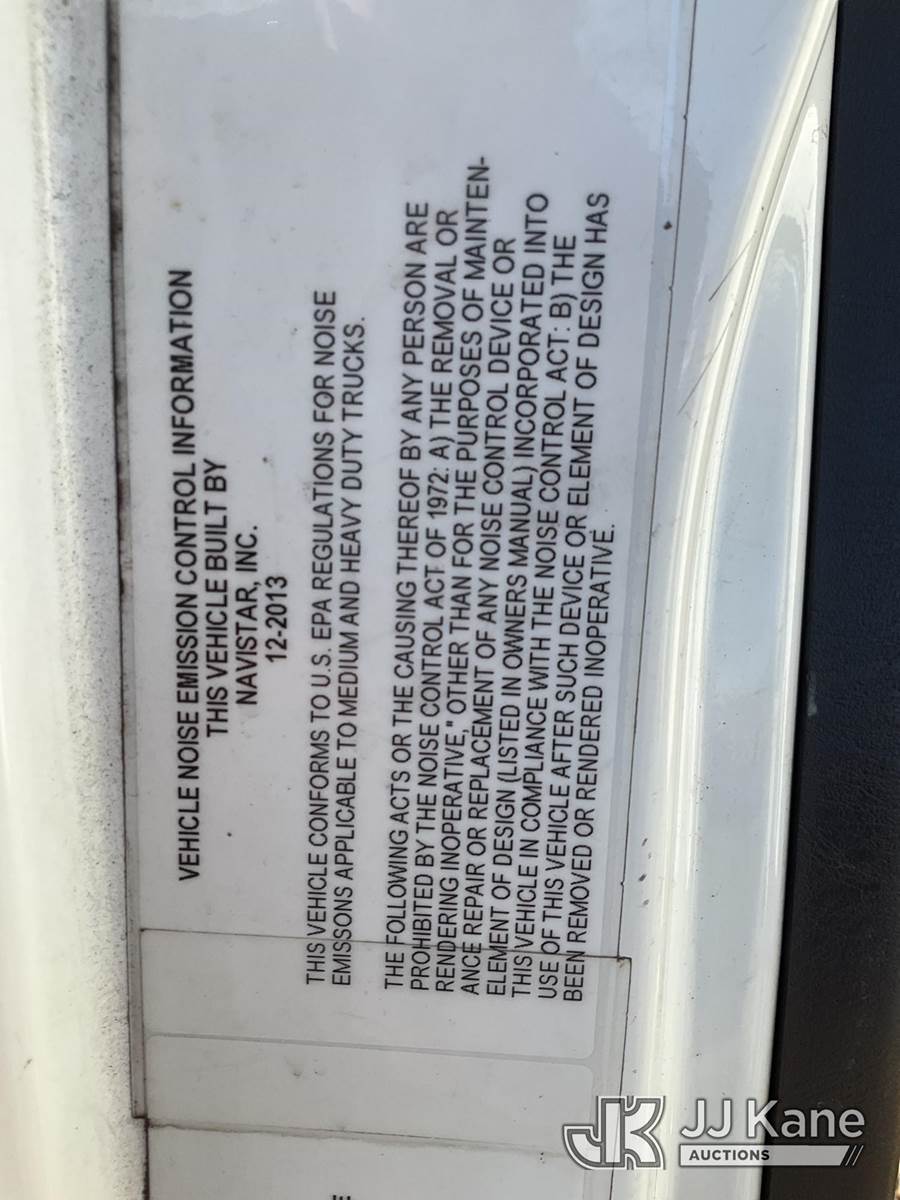 VEHICLE NOISE EMISSION CONTROL INFORMATION
THIS VEHICLE BUILT BY
NAVISTAR, INC.
12-2013
THIS VEHICLE CONFORMS TO U.S. EPA REGULATIONS FOR NOISE
EMISSONS APPLICABLE TO MEDIUM AND HEAVY DUTY TRUCKS.
THE FOLLOWING ACTS OR THE CAUSING THEREOF BY ANY PERSON ARE
PROHIBITED BY THE NOISE CONTROL ACT OF 1972: A) THE REMOVAL OR
RENDERING INOPERATIVE," OTHER THAN FOR THE PURPOSES OF MAINTEN-
ANCE REPAIR OR REPLACEMENT OF ANY NOISE CONTROL DEVICE OR
ELEMENT OF DESIGN (LISTED IN OWNERS MANUAL) INCORPORATED INTO
THIS VEHICLE IN COMPLIANCE WITH THE NOISE CONTROL ACT: B) THE
USE OF THIS VEHICLE AFTER SUCH DEVICE OR ELEMENT OF DESIGN HAS
BEEN REMOVED OR RENDERED INOPERATIVE.
JK JJ Kane
AUCTIONS